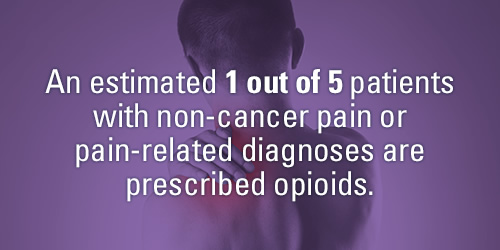 An estimated 1 out of 5 patients
with non-cancer pain or
pain-related diagnoses are
prescribed opioids.